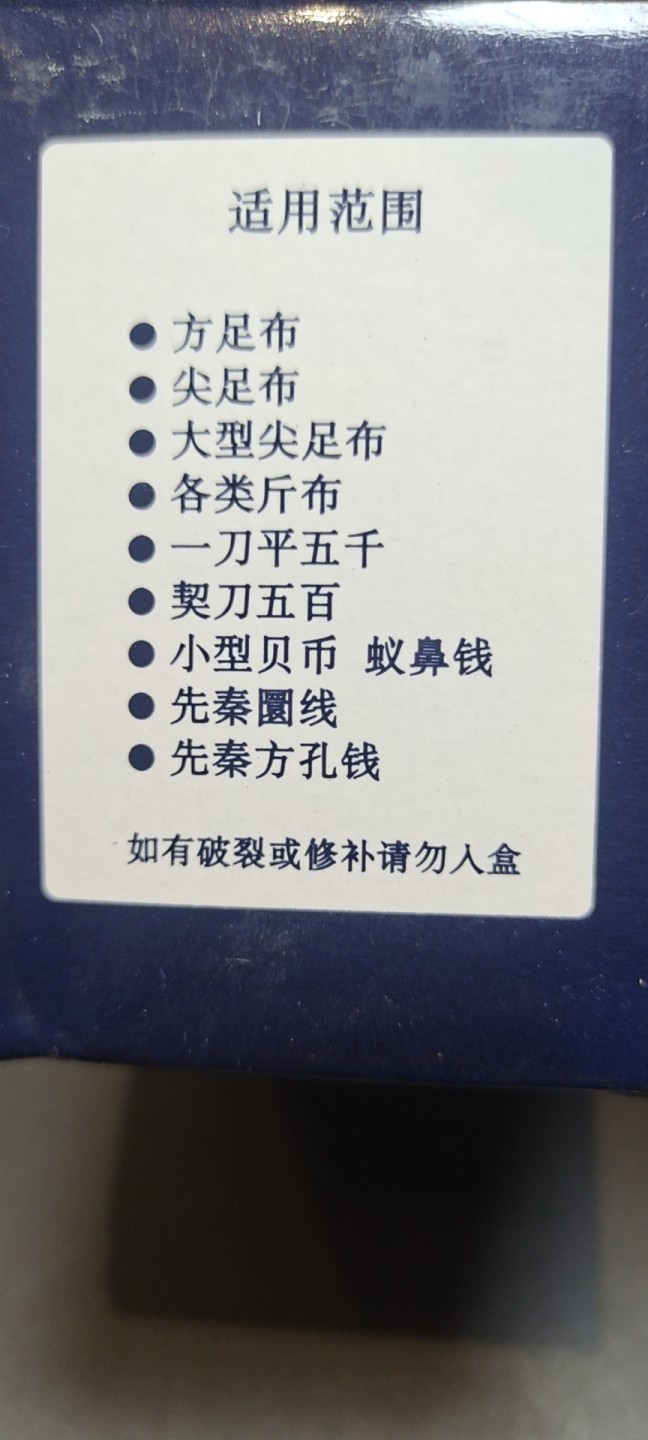 适用范围
● 方足布
● 尖足布
● 大型尖足布
● 各类斤布
● 一刀平五千
● 契刀五百
● 小型贝币 蚁鼻钱
● 先秦圜线
● 先秦方孔钱
如有破裂或修补请勿入盒